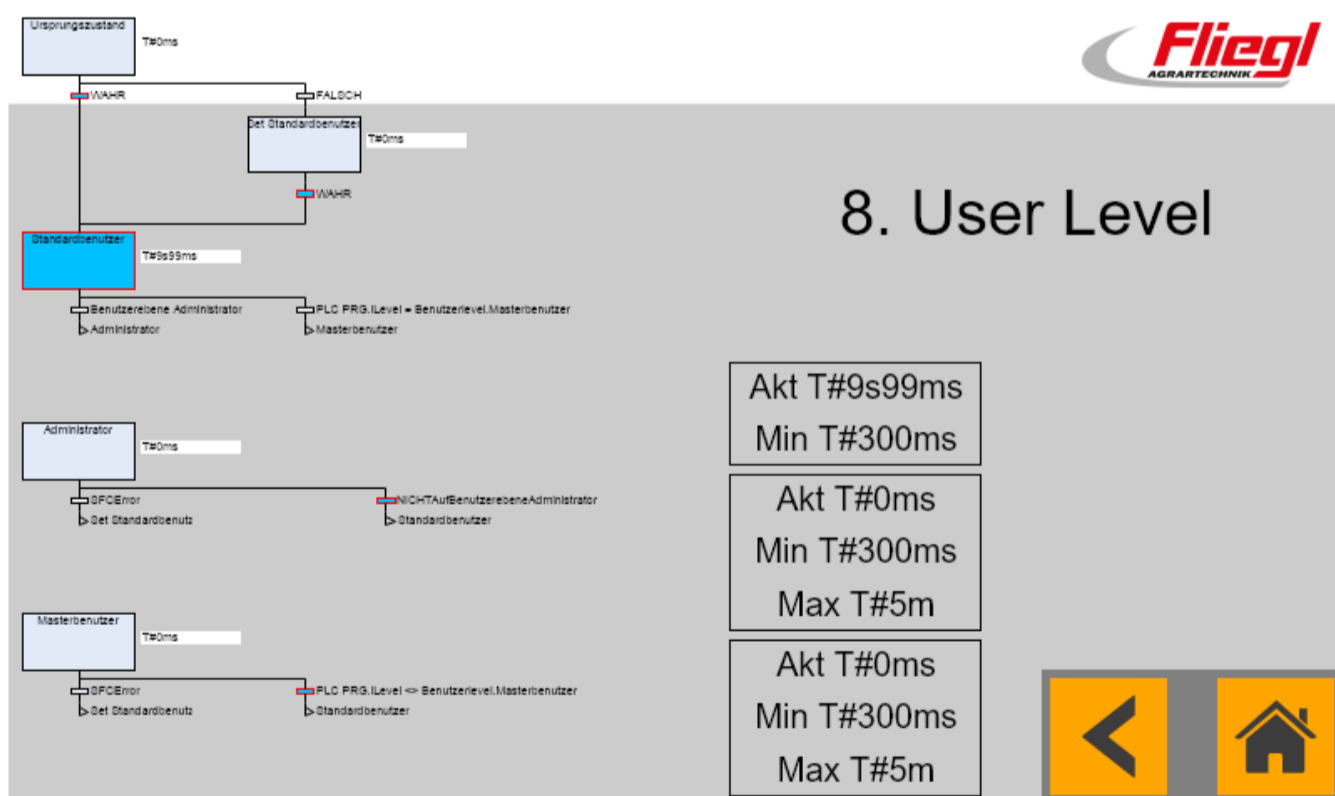 Ursprungszustand
T#0ms
Fliegl
AGRARTECHNIK
WAHR
FALSCH
Set Standardbenutzer
T#0ms
WAHR
8. User Level
Standardbenutzer
T#9s99ms
Benutzerebene Administrator
PLC PRG.ILevel = Benutzerlevel.Masterbenutzer
Administrator
Masterbenutzer
Akt T#9s99ms
Min T#300ms
Administrator
T#0ms
SFCError
NICHTAufBenutzerebeneAdministrator
Set Standardbenutz
Standardbenutzer
Akt T#0ms
Min T#300ms
Max T#5m
Masterbenutzer
T#0ms
SFCError
PLC PRG.ILevel <> Benutzerlevel.Masterbenutzer
Set Standardbenutz
Standardbenutzer
Akt T#0ms
Min T#300ms
Max T#5m